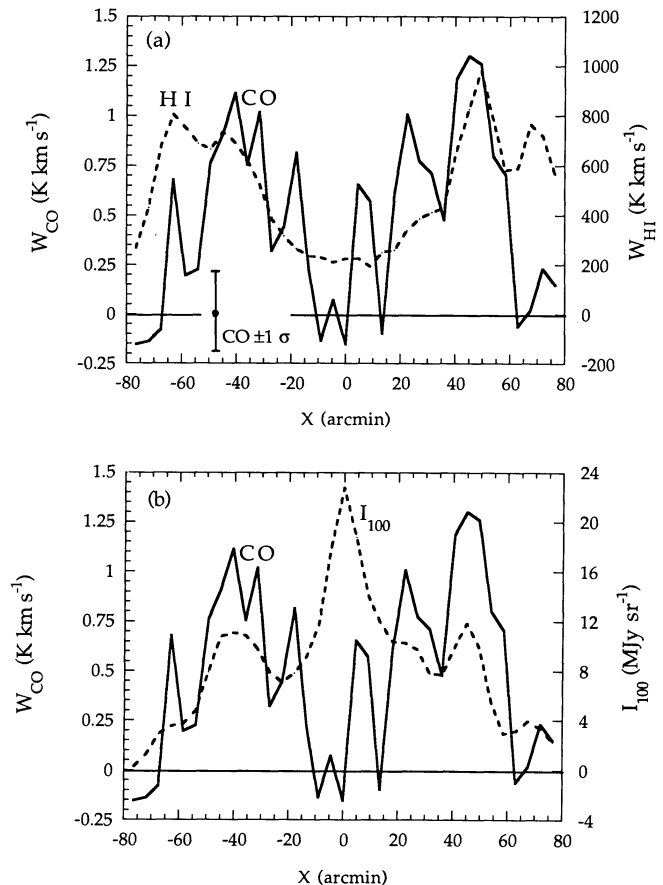 (a)
1.5
1.25
1
0.75
0.5
0.25
0
-0.25
W_CO (K km s⁻¹)
1200
1000
800
600
400
200
0
-200
W_HI (K km s⁻¹)
H I
CO
CO ±1 σ
-80 -60 -40 -20 0 20 40 60 80
X (arcmin)
(b)
1.5
1.25
1
0.75
0.5
0.25
0
-0.25
W_CO (K km s⁻¹)
24
20
16
12
8
4
0
-4
I_100 (MJy sr⁻¹)
CO
I_100
-80 -60 -40 -20 0 20 40 60 80
X (arcmin)